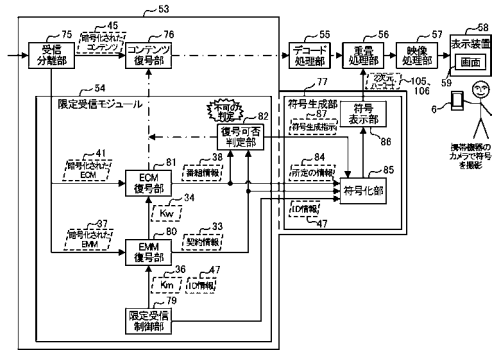 53
75
受信
分離部
45
暗号化された
コンテンツ
76
コンテンツ
復号部
55
デコード
処理部
56
重畳
処理部
57
映像
処理部
58
表示装置
59
画面
54
限定受信モジュール
不可の
判定
82
復号可否
判定部
77
符号生成部
87
符号生成指示
105,
106
符号
表示部
86
6
携帯機器の
カメラで符号
を撮影
41
暗号化された
ECM
81
ECM
復号部
38
番組情報
84
所定の情報
85
符号化部
34
Kw
ID情報
47
37
暗号化された
EMM
80
EMM
復号部
33
契約情報
36
Km
47
ID情報
79
限定受信
制御部